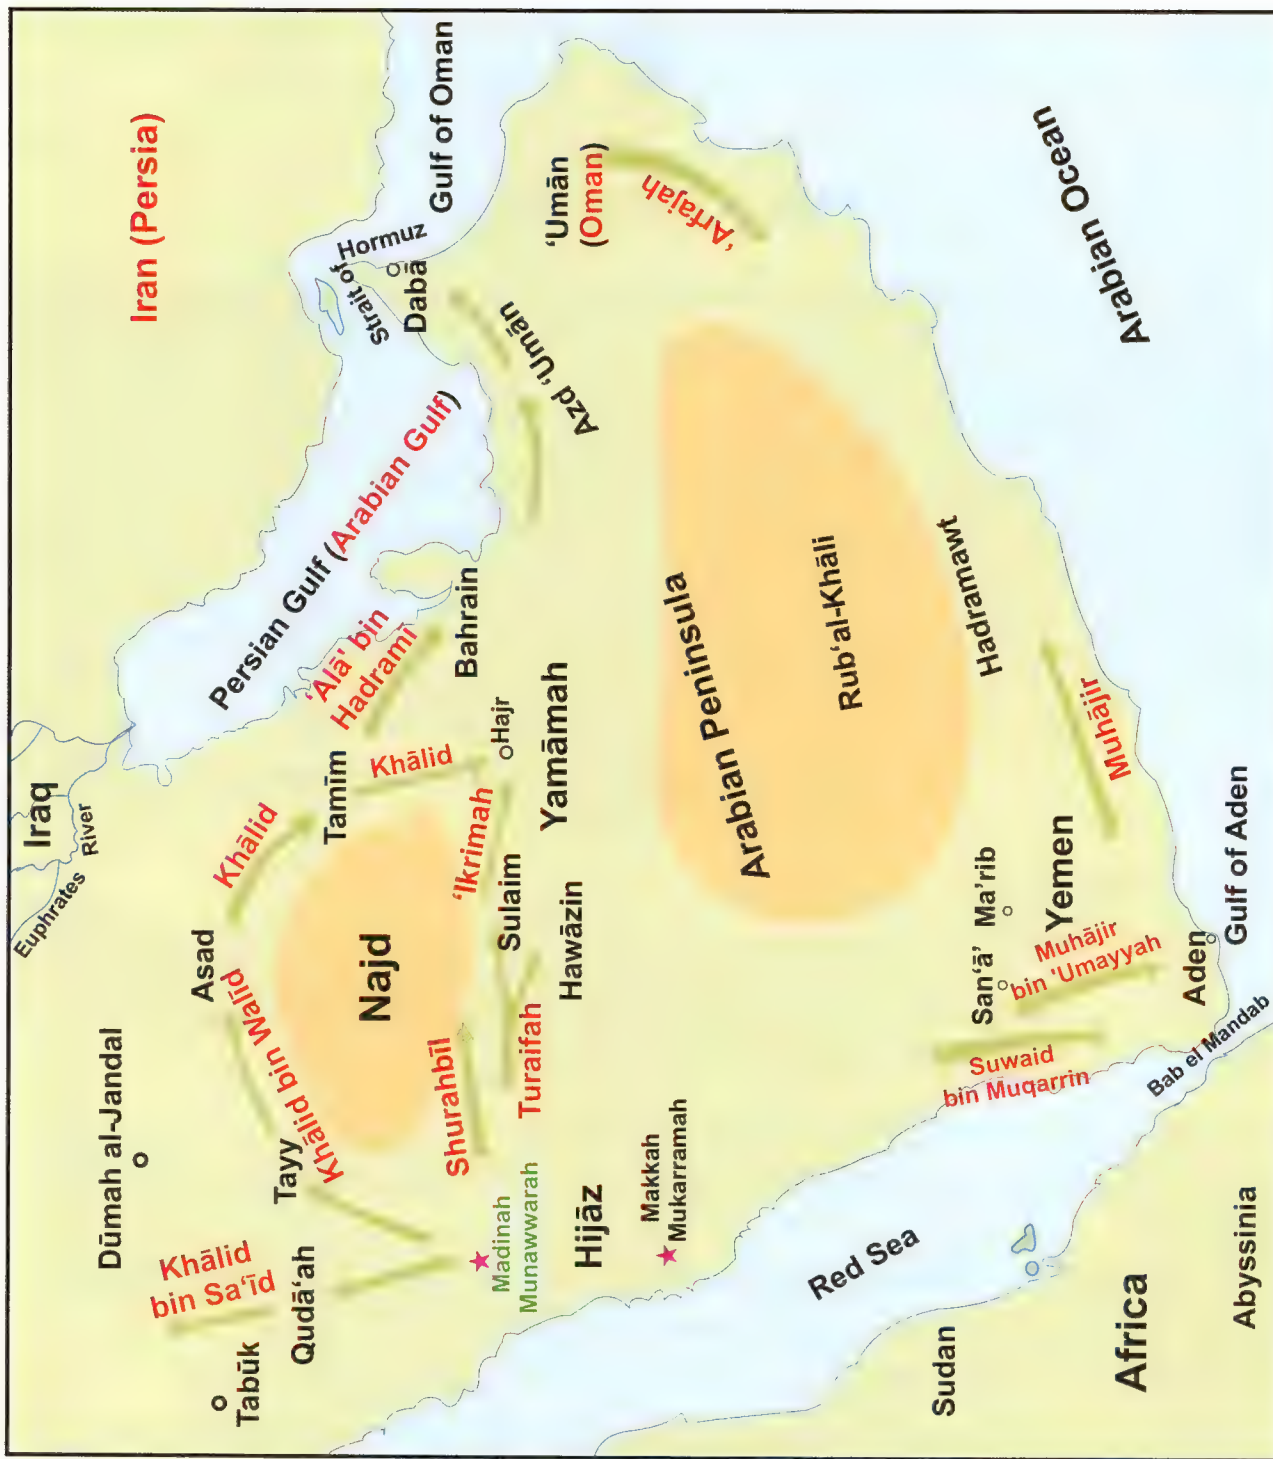 Iraq
Euphrates
River
Iran (Persia)
Persian Gulf (Arabian Gulf)
Strait of
Hormuz
Gulf of Oman
Dabā
Dūmah al-Jandal
Khālid
bin Sa‘īd
Tabūk
Qudā‘ah
Tayy
Asad
Khālid bin Walīd
Khālid
Tamīm
‘Alā' bin
Hadramī
Bahrain
Khālid
Hajr
Najd
Shurahbīl
'Ikrimah
Turaifah
Sulaim
Yamāmah
Hawāzin
Madinah
Munawwarah
Hijāz
Makkah
Mukarramah
Azd ‘Umān
‘Umān
(Oman)
‘Arfajah
Arabian Peninsula
Rub‘al-Khāli
Hadramawt
Muhājir
Arabian Ocean
San‘ā’
Ma’rib
Yemen
Muhājir
bin 'Umayyah
Suwaid
bin Muqarrin
Aden
Gulf of Aden
Bab el Mandab
Red Sea
Sudan
Africa
Abyssinia